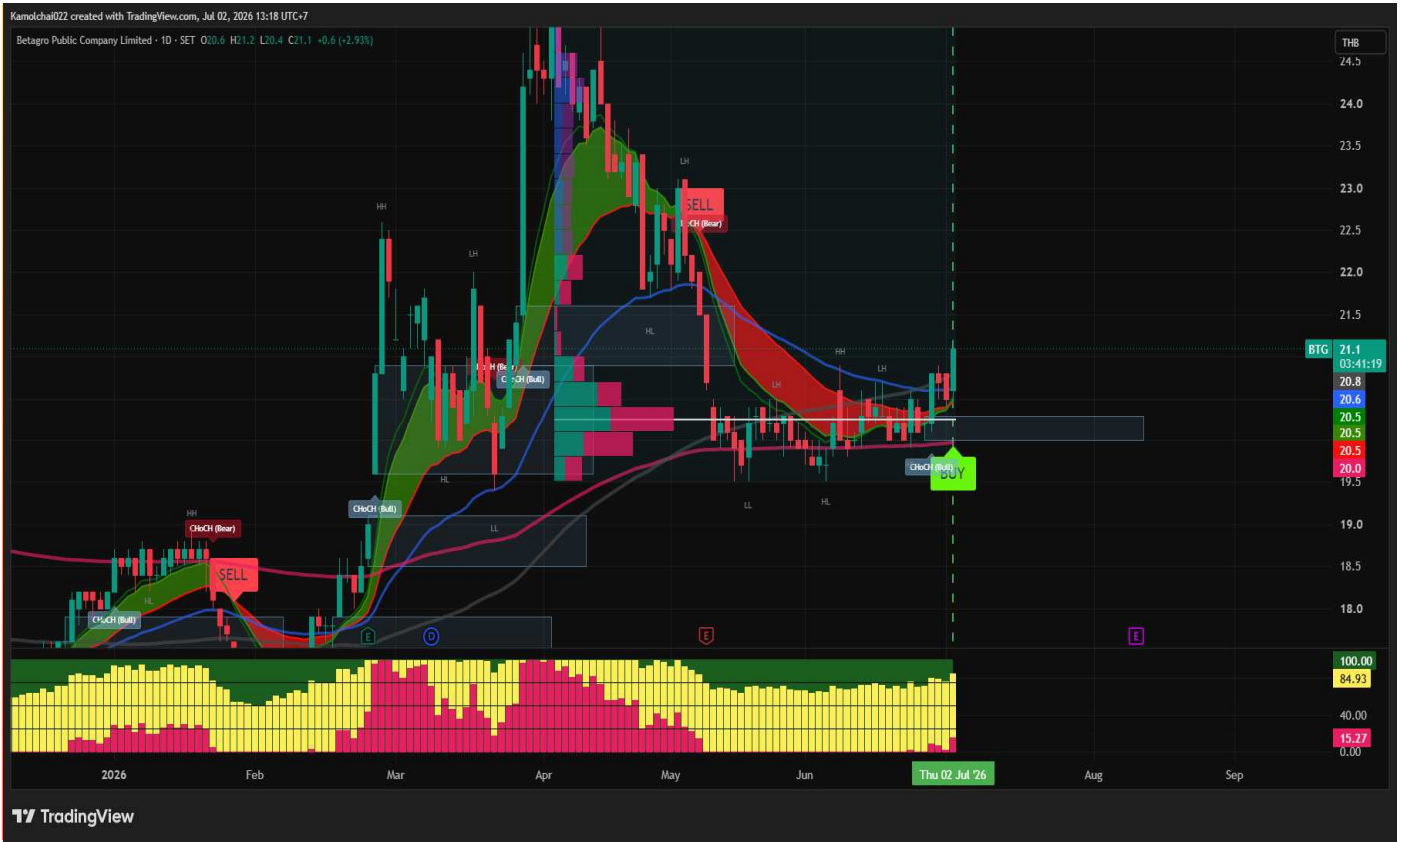 Kamolchai022 created with TradingView.com, Jul 02, 2026 13:18 UTC+7
Betagro Public Company Limited · 1D · SET O20.6 H21.2 L20.4 C21.1 +0.6 (+2.93%)
THB
24.5
24.0
23.5
LH
HH
23.0
SELL
(Bear)
22.5
LH
22.0
21.5
HL
HH
BTG 21.1
03:41:19
LH
LH
CHoCH (Bull)
20.8
20.6
20.5
20.5
20.5
20.0
CHoCH (Bull)
BUY
HL
19.5
LL
HL
CHoCH (Bull)
HH
CHoCH (Bear)
LL
19.0
18.5
SELL
HL
18.0
CHoCH (Bull)
E
D
E
E
100.00
84.93
40.00
15.27
0.00
2026 Feb Mar Apr May Jun Thu 02 Jul '26 Aug Sep
TradingView